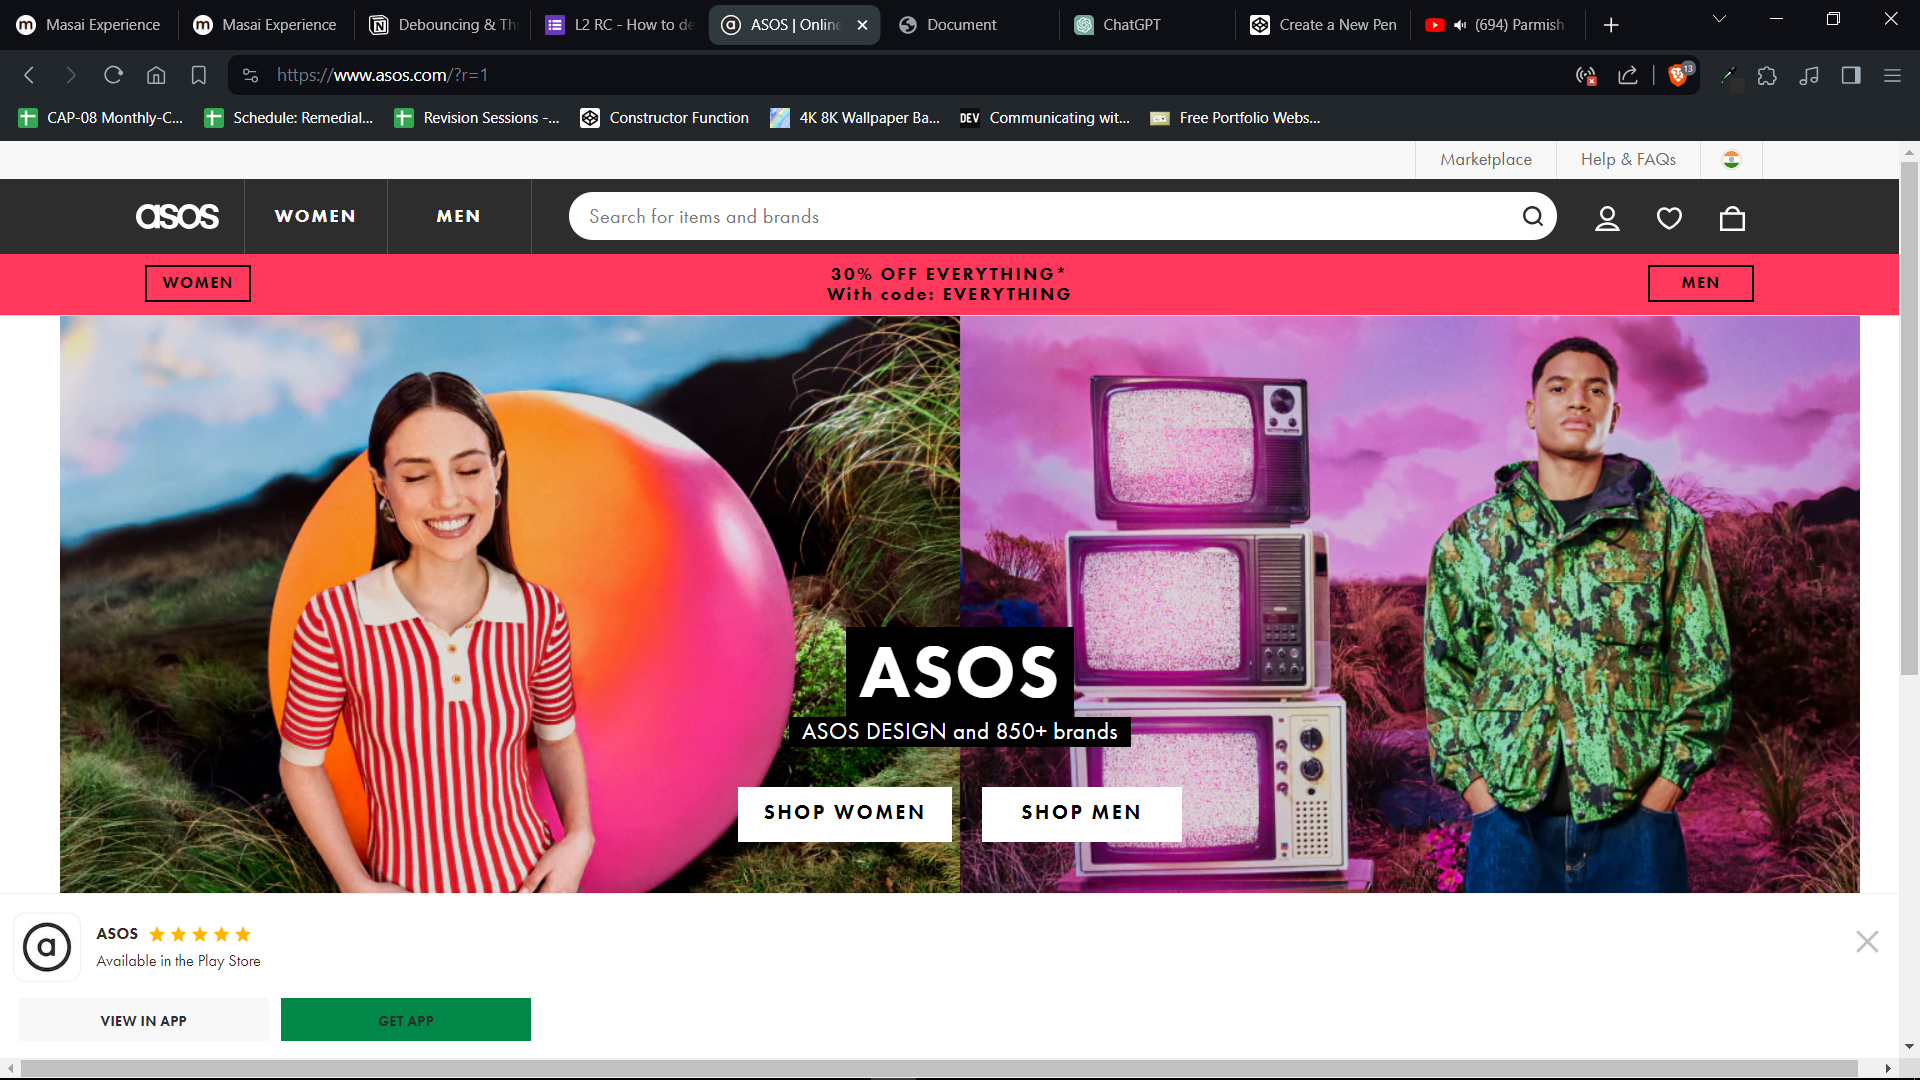 Masai Experience
Masai Experience
Debouncing & Th
L2 RC - How to de
ASOS | Online
Document
ChatGPT
Create a New Pen
(694) Parmish
https://www.asos.com/?r=1
13
CAP-08 Monthly-C...
Schedule: Remedial...
Revision Sessions -...
Constructor Function
4K 8K Wallpaper Ba...
DEV Communicating wit...
Free Portfolio Webs...
Marketplace
Help & FAQs
asos
WOMEN
MEN
Search for items and brands
WOMEN
30% OFF EVERYTHING*
With code: EVERYTHING
MEN
ASOS
ASOS DESIGN and 850+ brands
SHOP WOMEN
SHOP MEN
a
ASOS
Available in the Play Store
VIEW IN APP
GET APP